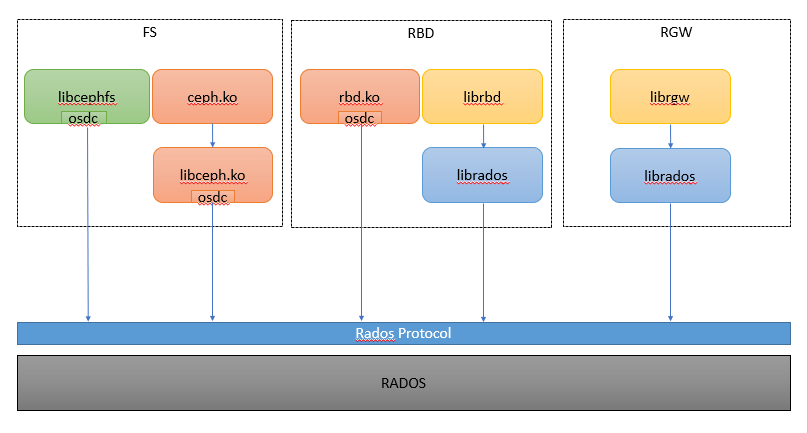 FS
RBD
RGW
libcephfs
osdc
ceph.ko
rbd.ko
osdc
librbd
librgw
libceph.ko
osdc
librados
librados
Rados Protocol
RADOS